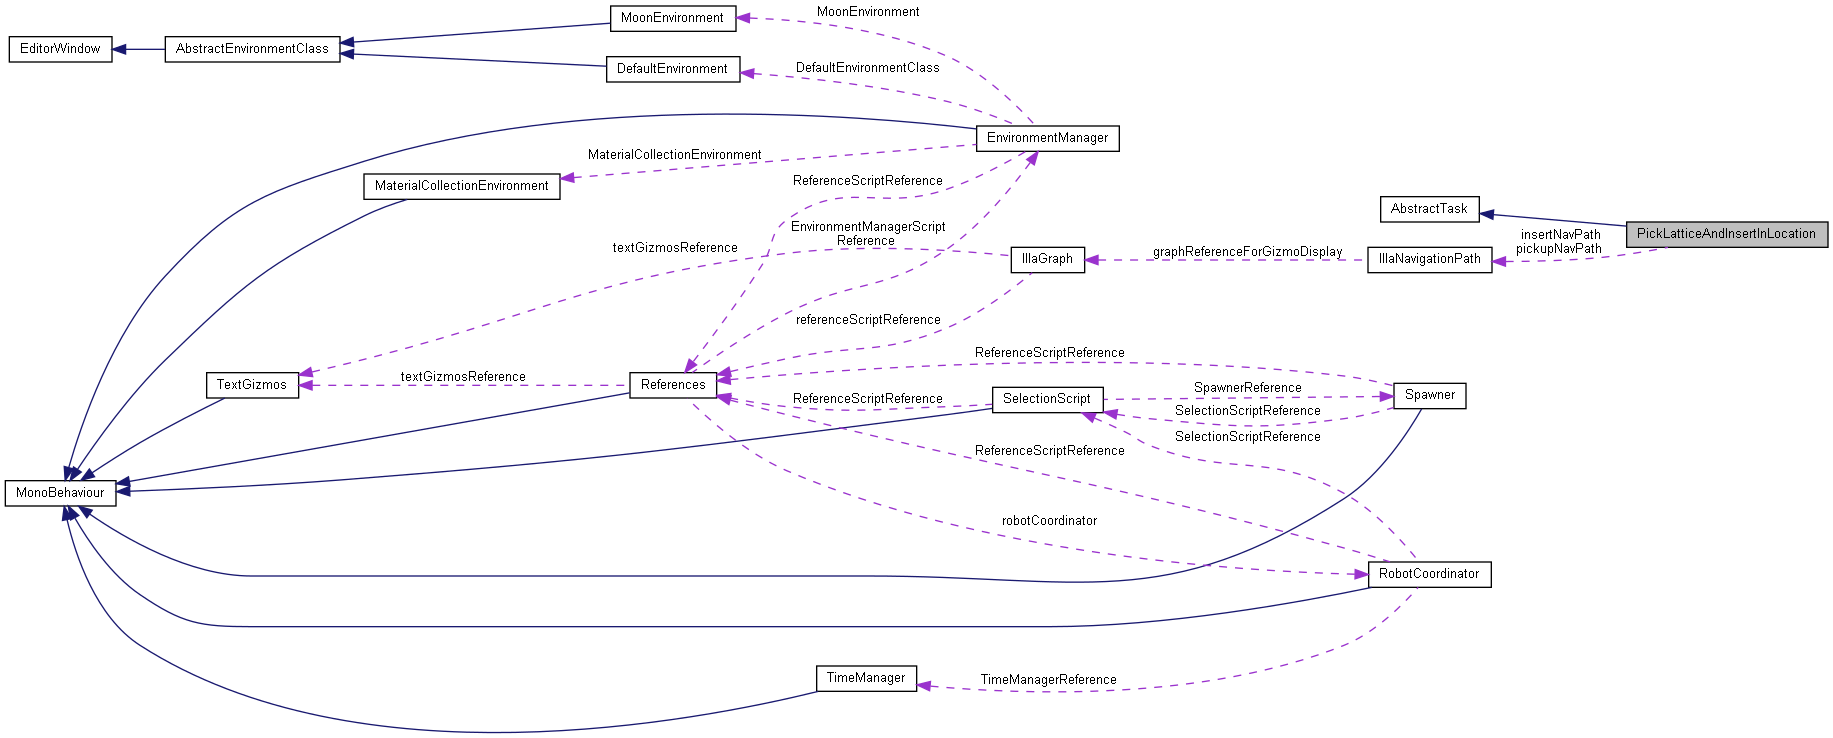 MoonEnvironment
MoonEnvironment
EditorWindow
AbstractEnvironmentClass
DefaultEnvironment
DefaultEnvironmentClass
EnvironmentManager
MaterialCollectionEnvironment
MaterialCollectionEnvironment
ReferenceScriptReference
AbstractTask
EnvironmentManagerScript
Reference
PickLatticeAndInsertInLocation
insertNavPath
pickupNavPath
textGizmosReference
IllaGraph
graphReferenceForGizmoDisplay
IllaNavigationPath
referenceScriptReference
ReferenceScriptReference
TextGizmos
textGizmosReference
References
ReferenceScriptReference
SelectionScript
SpawnerReference
Spawner
SelectionScriptReference
SelectionScriptReference
ReferenceScriptReference
MonoBehaviour
robotCoordinator
RobotCoordinator
TimeManager
TimeManagerReference